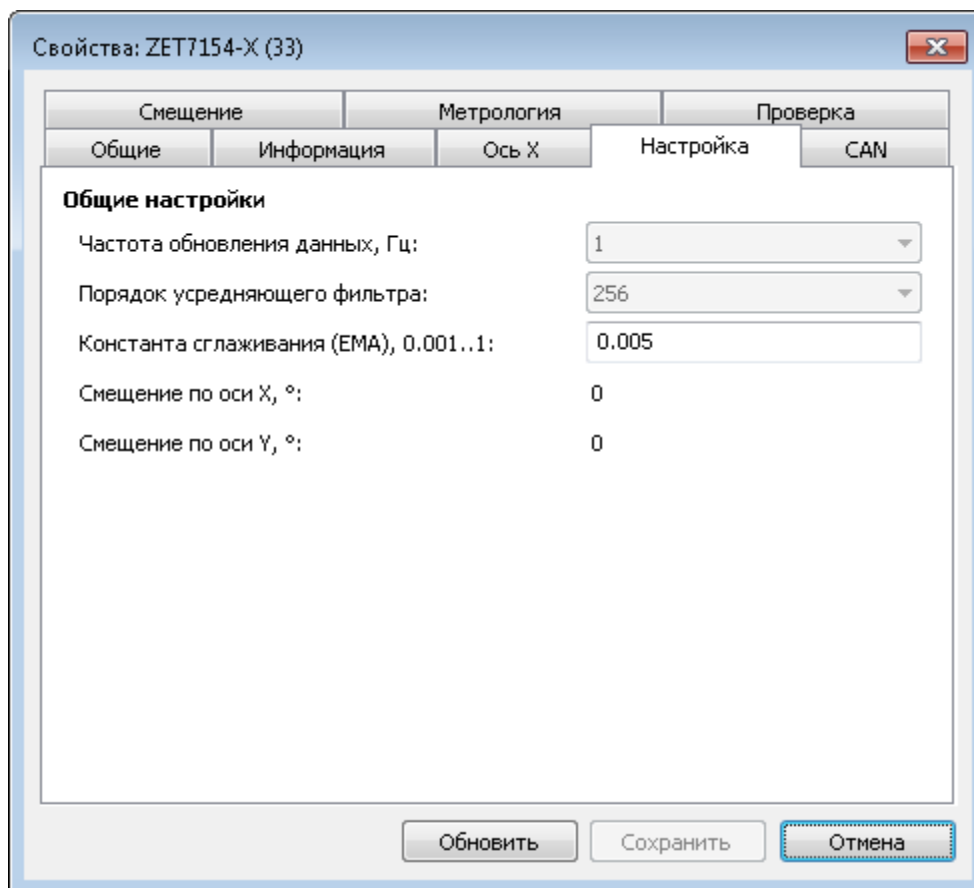 Свойства: ZET7154-X (33)
Смещение Метрология Проверка
Общие Информация Ось X Настройка CAN
Общие настройки
Частота обновления данных, Гц: 1
Порядок усредняющего фильтра: 256
Константа сглаживания (EMA), 0.001..1: 0.005
Смещение по оси X, °: 0
Смещение по оси Y, °: 0
Обновить Сохранить Отмена